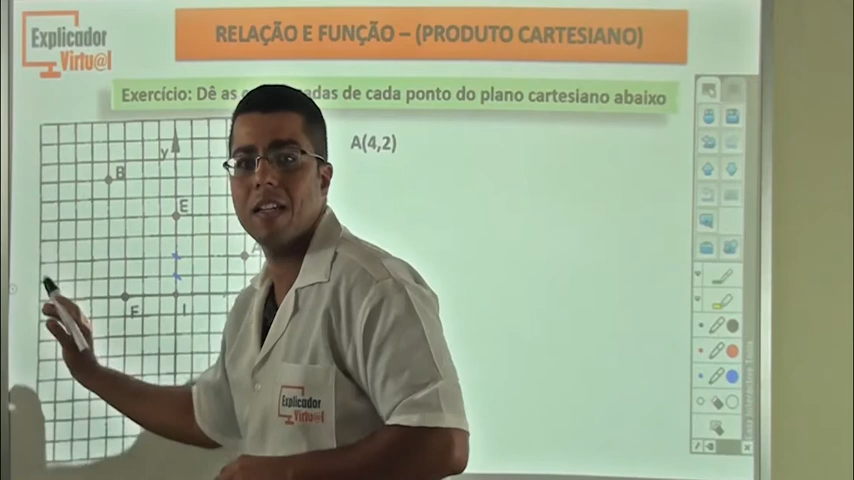 Explicador
Virtu@l
RELAÇÃO E FUNÇÃO – (PRODUTO CARTESIANO)
Exercício: Dê as de cada ponto do plano cartesiano abaixo
A(4,2)
y
B
E
F
I
Explicador
Virtu@l